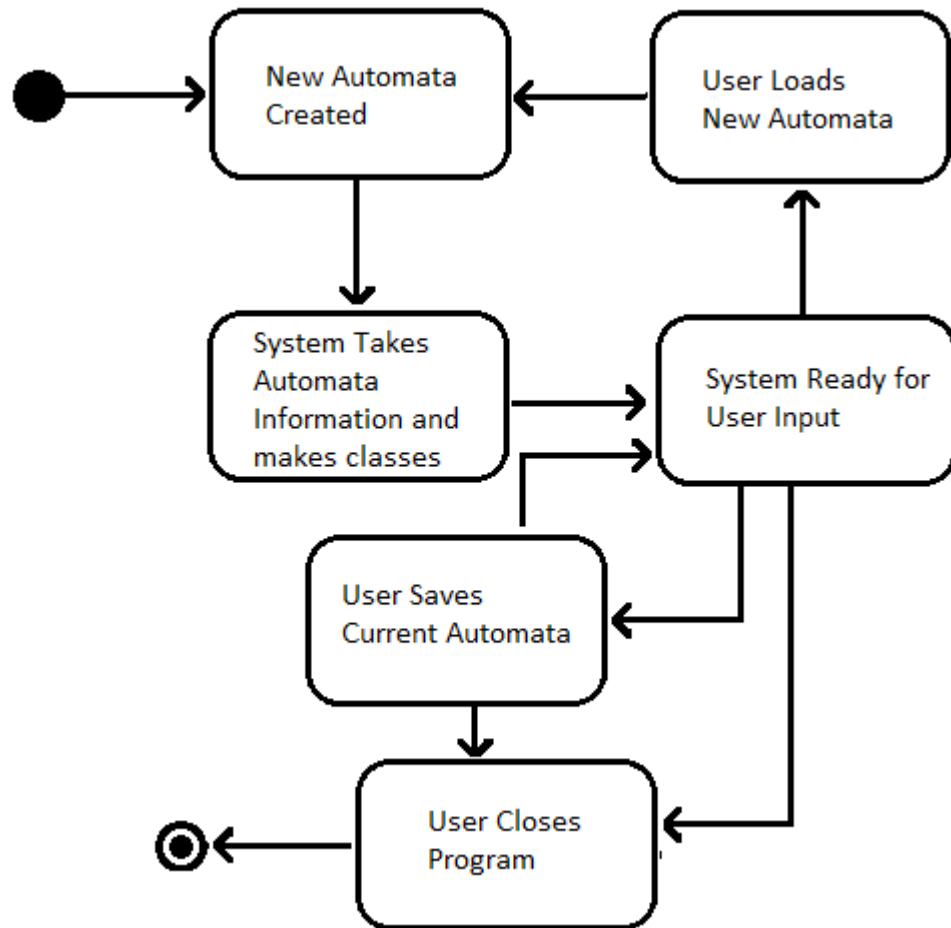 New Automata
Created
User Loads
New Automata
System Takes
Automata
Information and
makes classes
System Ready for
User Input
User Saves
Current Automata
User Closes
Program